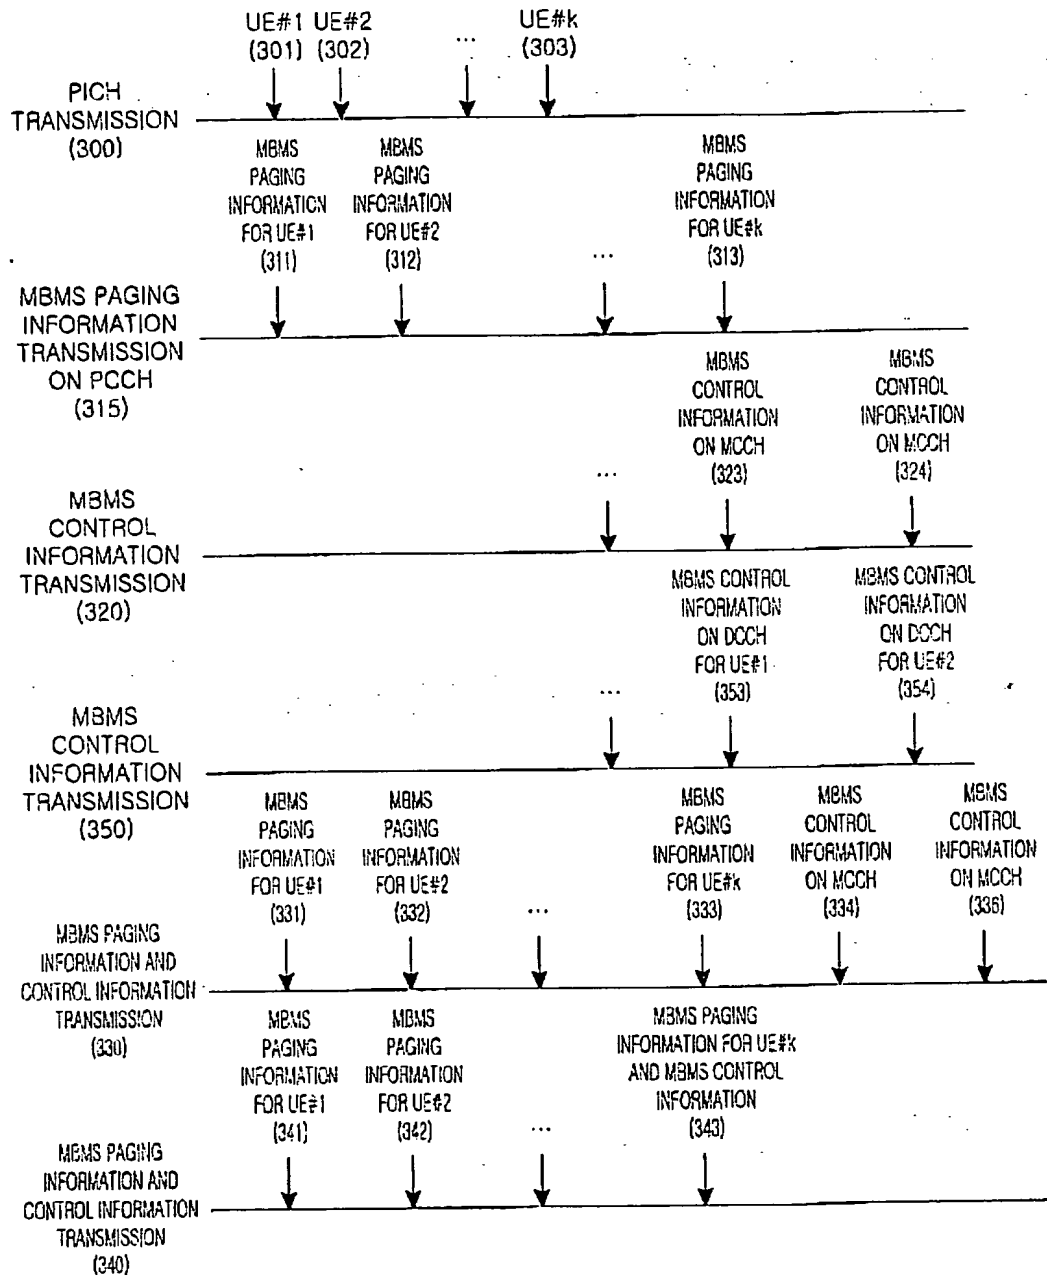 UE#1 UE#2 ... UE#k
(301) (302) (303)
PICH
TRANSMISSION
(300)
MBMS
PAGING
INFORMATION
FOR UE#1
(311)
MBMS
PAGING
INFORMATION
FOR UE#2
(312)
...
MBMS
PAGING
INFORMATION
FOR UE#k
(313)
MBMS PAGING
INFORMATION
TRANSMISSION
ON PCCH
(315)
...
MBMS
CONTROL
INFORMATION
ON MCCH
(323)
MBMS
CONTROL
INFORMATION
ON MCCH
(324)
MBMS
CONTROL
INFORMATION
TRANSMISSION
(320)
...
MBMS CONTROL
INFORMATION
ON DCCH
FOR UE#1
(353)
MBMS CONTROL
INFORMATION
ON DCCH
FOR UE#2
(354)
MBMS
CONTROL
INFORMATION
TRANSMISSION
(350)
MBMS
PAGING
INFORMATION
FOR UE#1
(331)
MBMS
PAGING
INFORMATION
FOR UE#2
(332)
...
MBMS
PAGING
INFORMATION
FOR UE#k
(333)
MBMS
CONTROL
INFORMATION
ON MCCH
(334)
MBMS
CONTROL
INFORMATION
ON MCCH
(336)
MBMS PAGING
INFORMATION AND
CONTROL INFORMATION
TRANSMISSION
(330)
MBMS
PAGING
INFORMATION
FOR UE#1
(341)
MBMS
PAGING
INFORMATION
FOR UE#2
(342)
...
MBMS PAGING
INFORMATION FOR UE#k
AND MBMS CONTROL
INFORMATION
(343)
MBMS PAGING
INFORMATION AND
CONTROL INFORMATION
TRANSMISSION
(340)